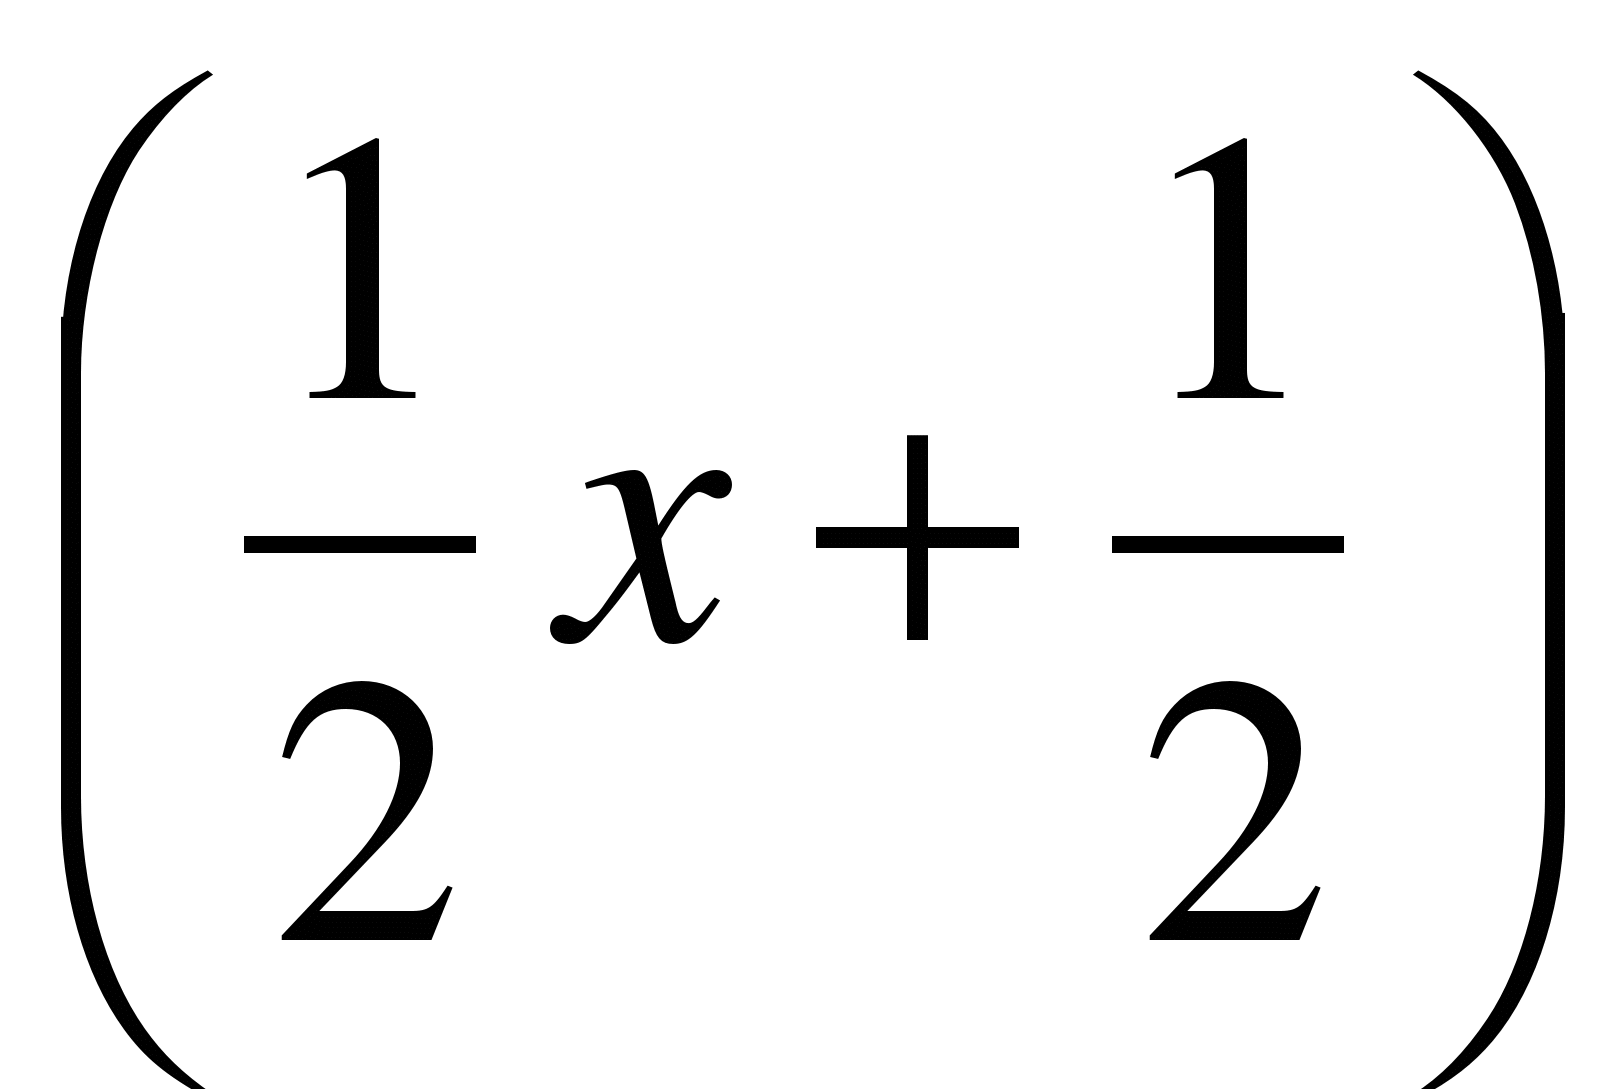 (1/2 x + 1/2)